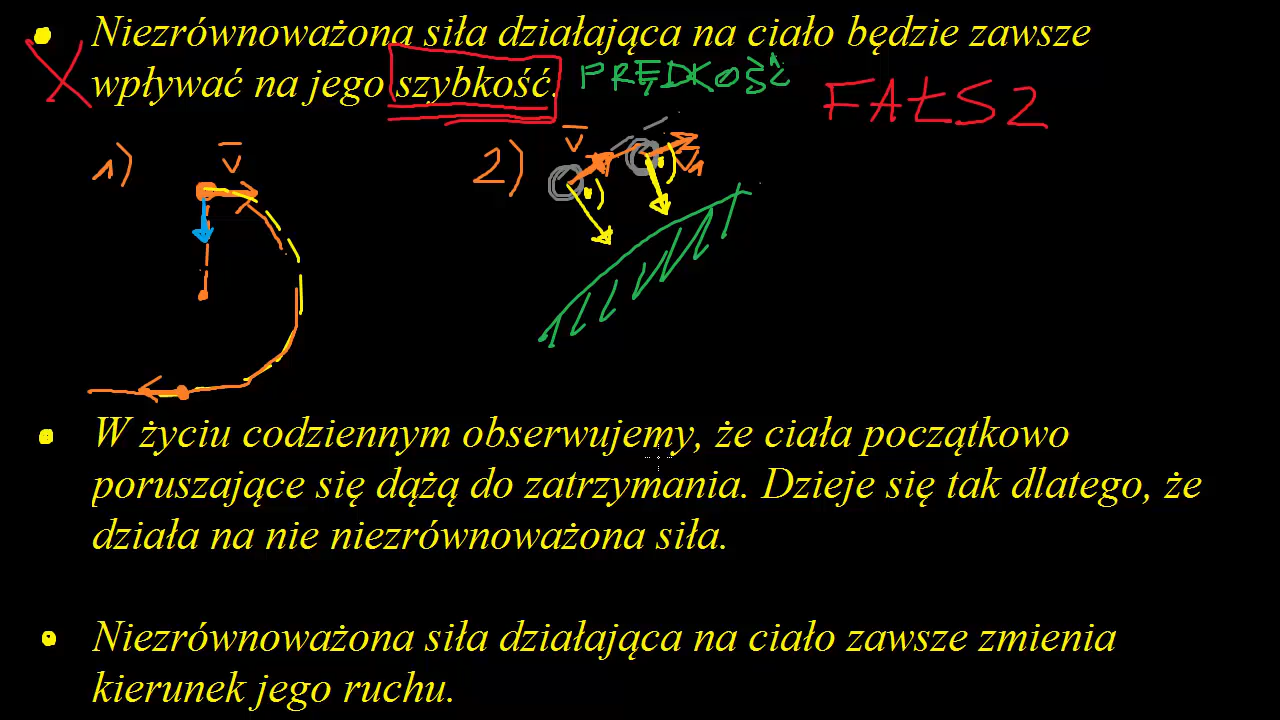 Niezrównoważona siła działająca na ciało będzie zawsze
wpływać na jego szybkość. PRĘDKOŚĆ
FAŁSZ
1) v
2) v v1
W życiu codziennym obserwujemy, że ciała początkowo
poruszające się dążą do zatrzymania. Dzieje się tak dlatego, że
działa na nie niezrównoważona siła.
Niezrównoważona siła działająca na ciało zawsze zmienia
kierunek jego ruchu.